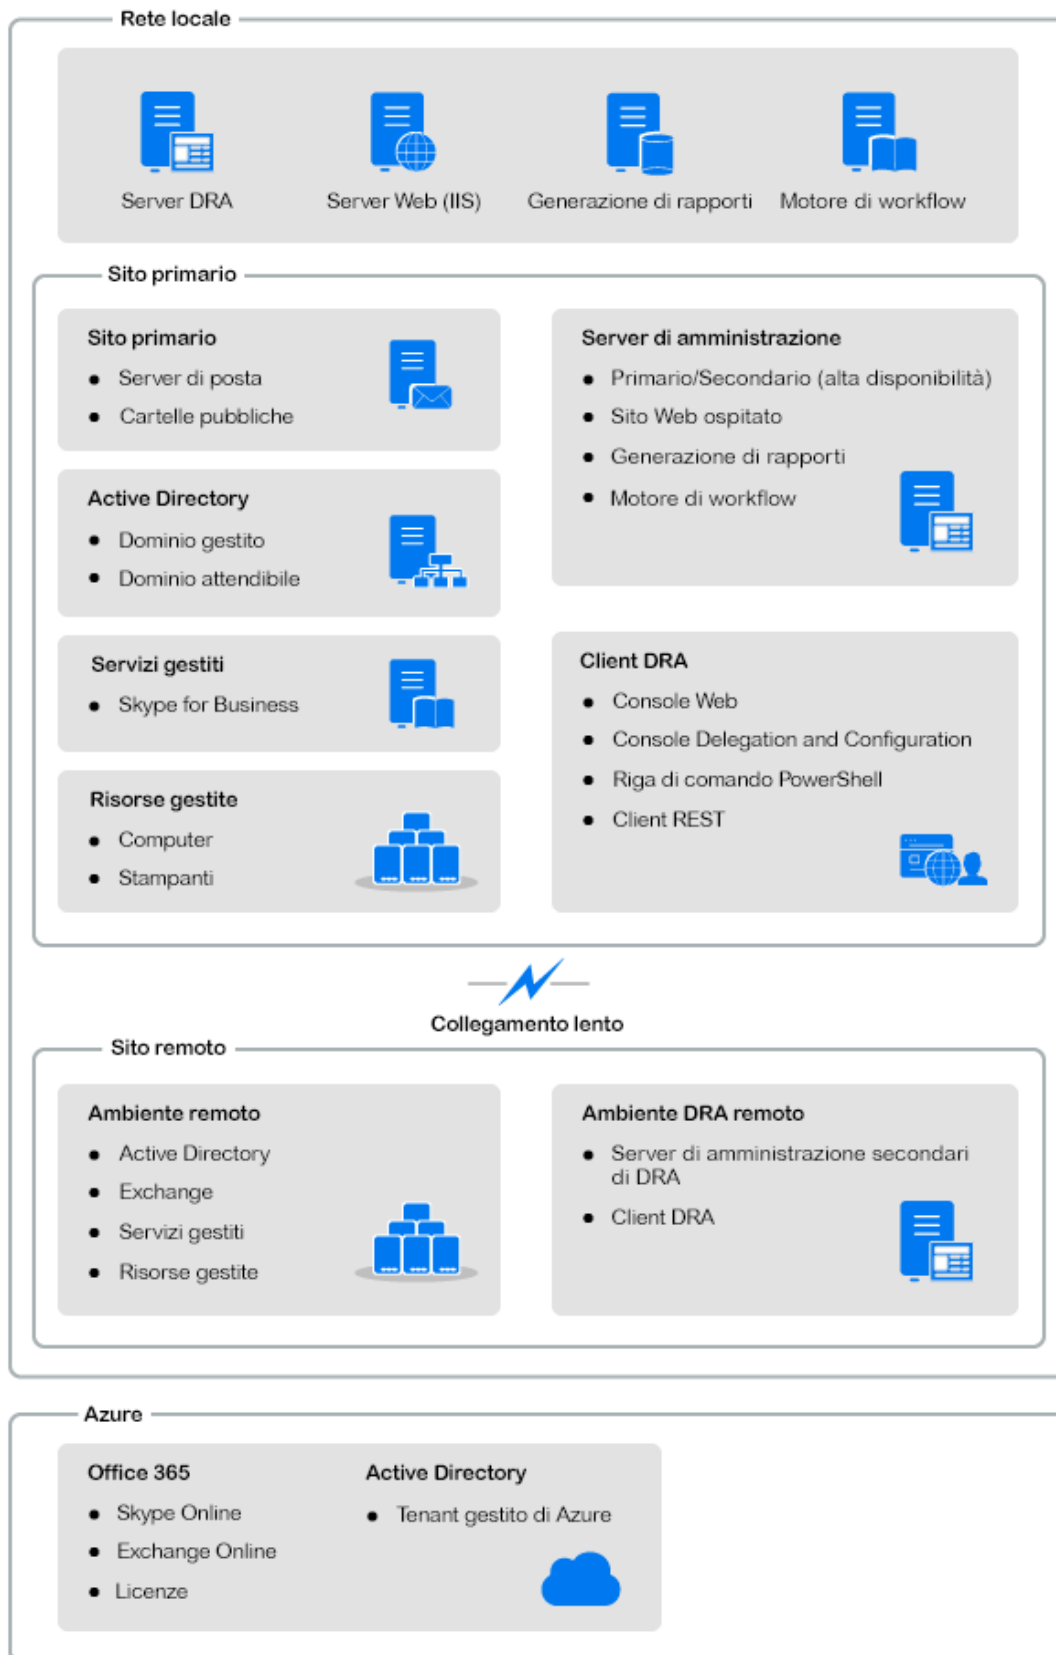 Rete locale
Server DRA
Server Web (IIS)
Generazione di rapporti
Motore di workflow
Sito primario
Sito primario
Server di posta
Cartelle pubbliche
Active Directory
Dominio gestito
Dominio attendibile
Servizi gestiti
Skype for Business
Risorse gestite
Computer
Stampanti
Server di amministrazione
Primario/Secondario (alta disponibilità)
Sito Web ospitato
Generazione di rapporti
Motore di workflow
Client DRA
Console Web
Console Delegation and Configuration
Riga di comando PowerShell
Client REST
Collegamento lento
Sito remoto
Ambiente remoto
Active Directory
Exchange
Servizi gestiti
Risorse gestite
Ambiente DRA remoto
Server di amministrazione secondari
di DRA
Client DRA
Azure
Office 365
Skype Online
Exchange Online
Licenze
Active Directory
Tenant gestito di Azure